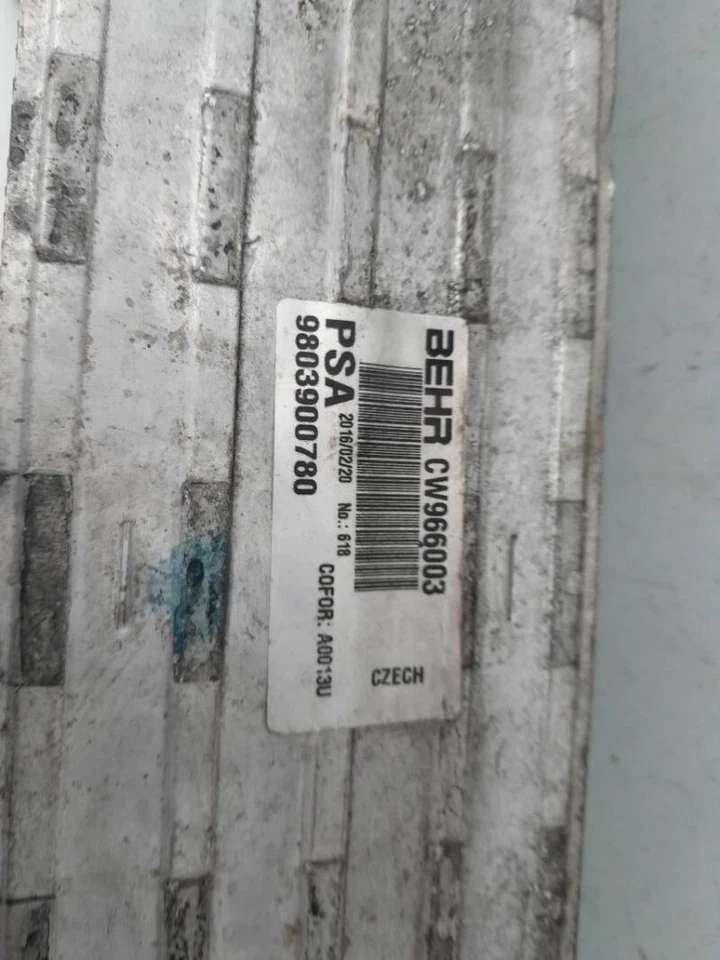 BEHR CW966003
PSA 2016/02/20 No.: 618
9803900780
COFOR: A0013U
CZECH